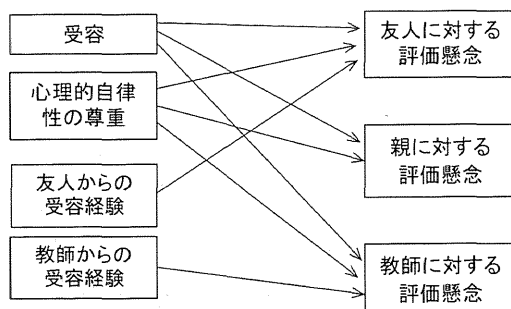 受容
心理的自律
性の尊重
友人からの
受容経験
教師からの
受容経験
友人に対する
評価懸念
親に対する
評価懸念
教師に対する
評価懸念